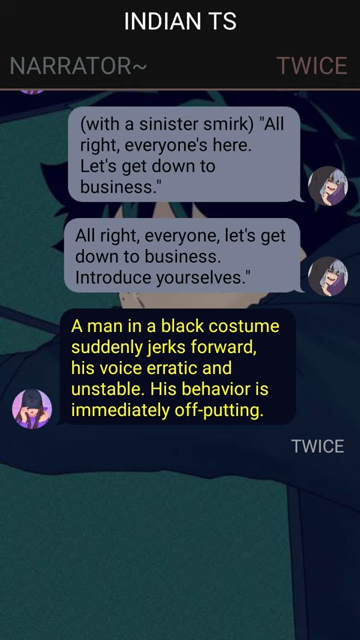 INDIAN TS
NARRATOR~ TWICE
(with a sinister smirk) "All
right, everyone's here.
Let's get down to
business."
All right, everyone, let's get
down to business.
Introduce yourselves."
A man in a black costume
suddenly jerks forward,
his voice erratic and
unstable. His behavior is
immediately off-putting.
TWICE